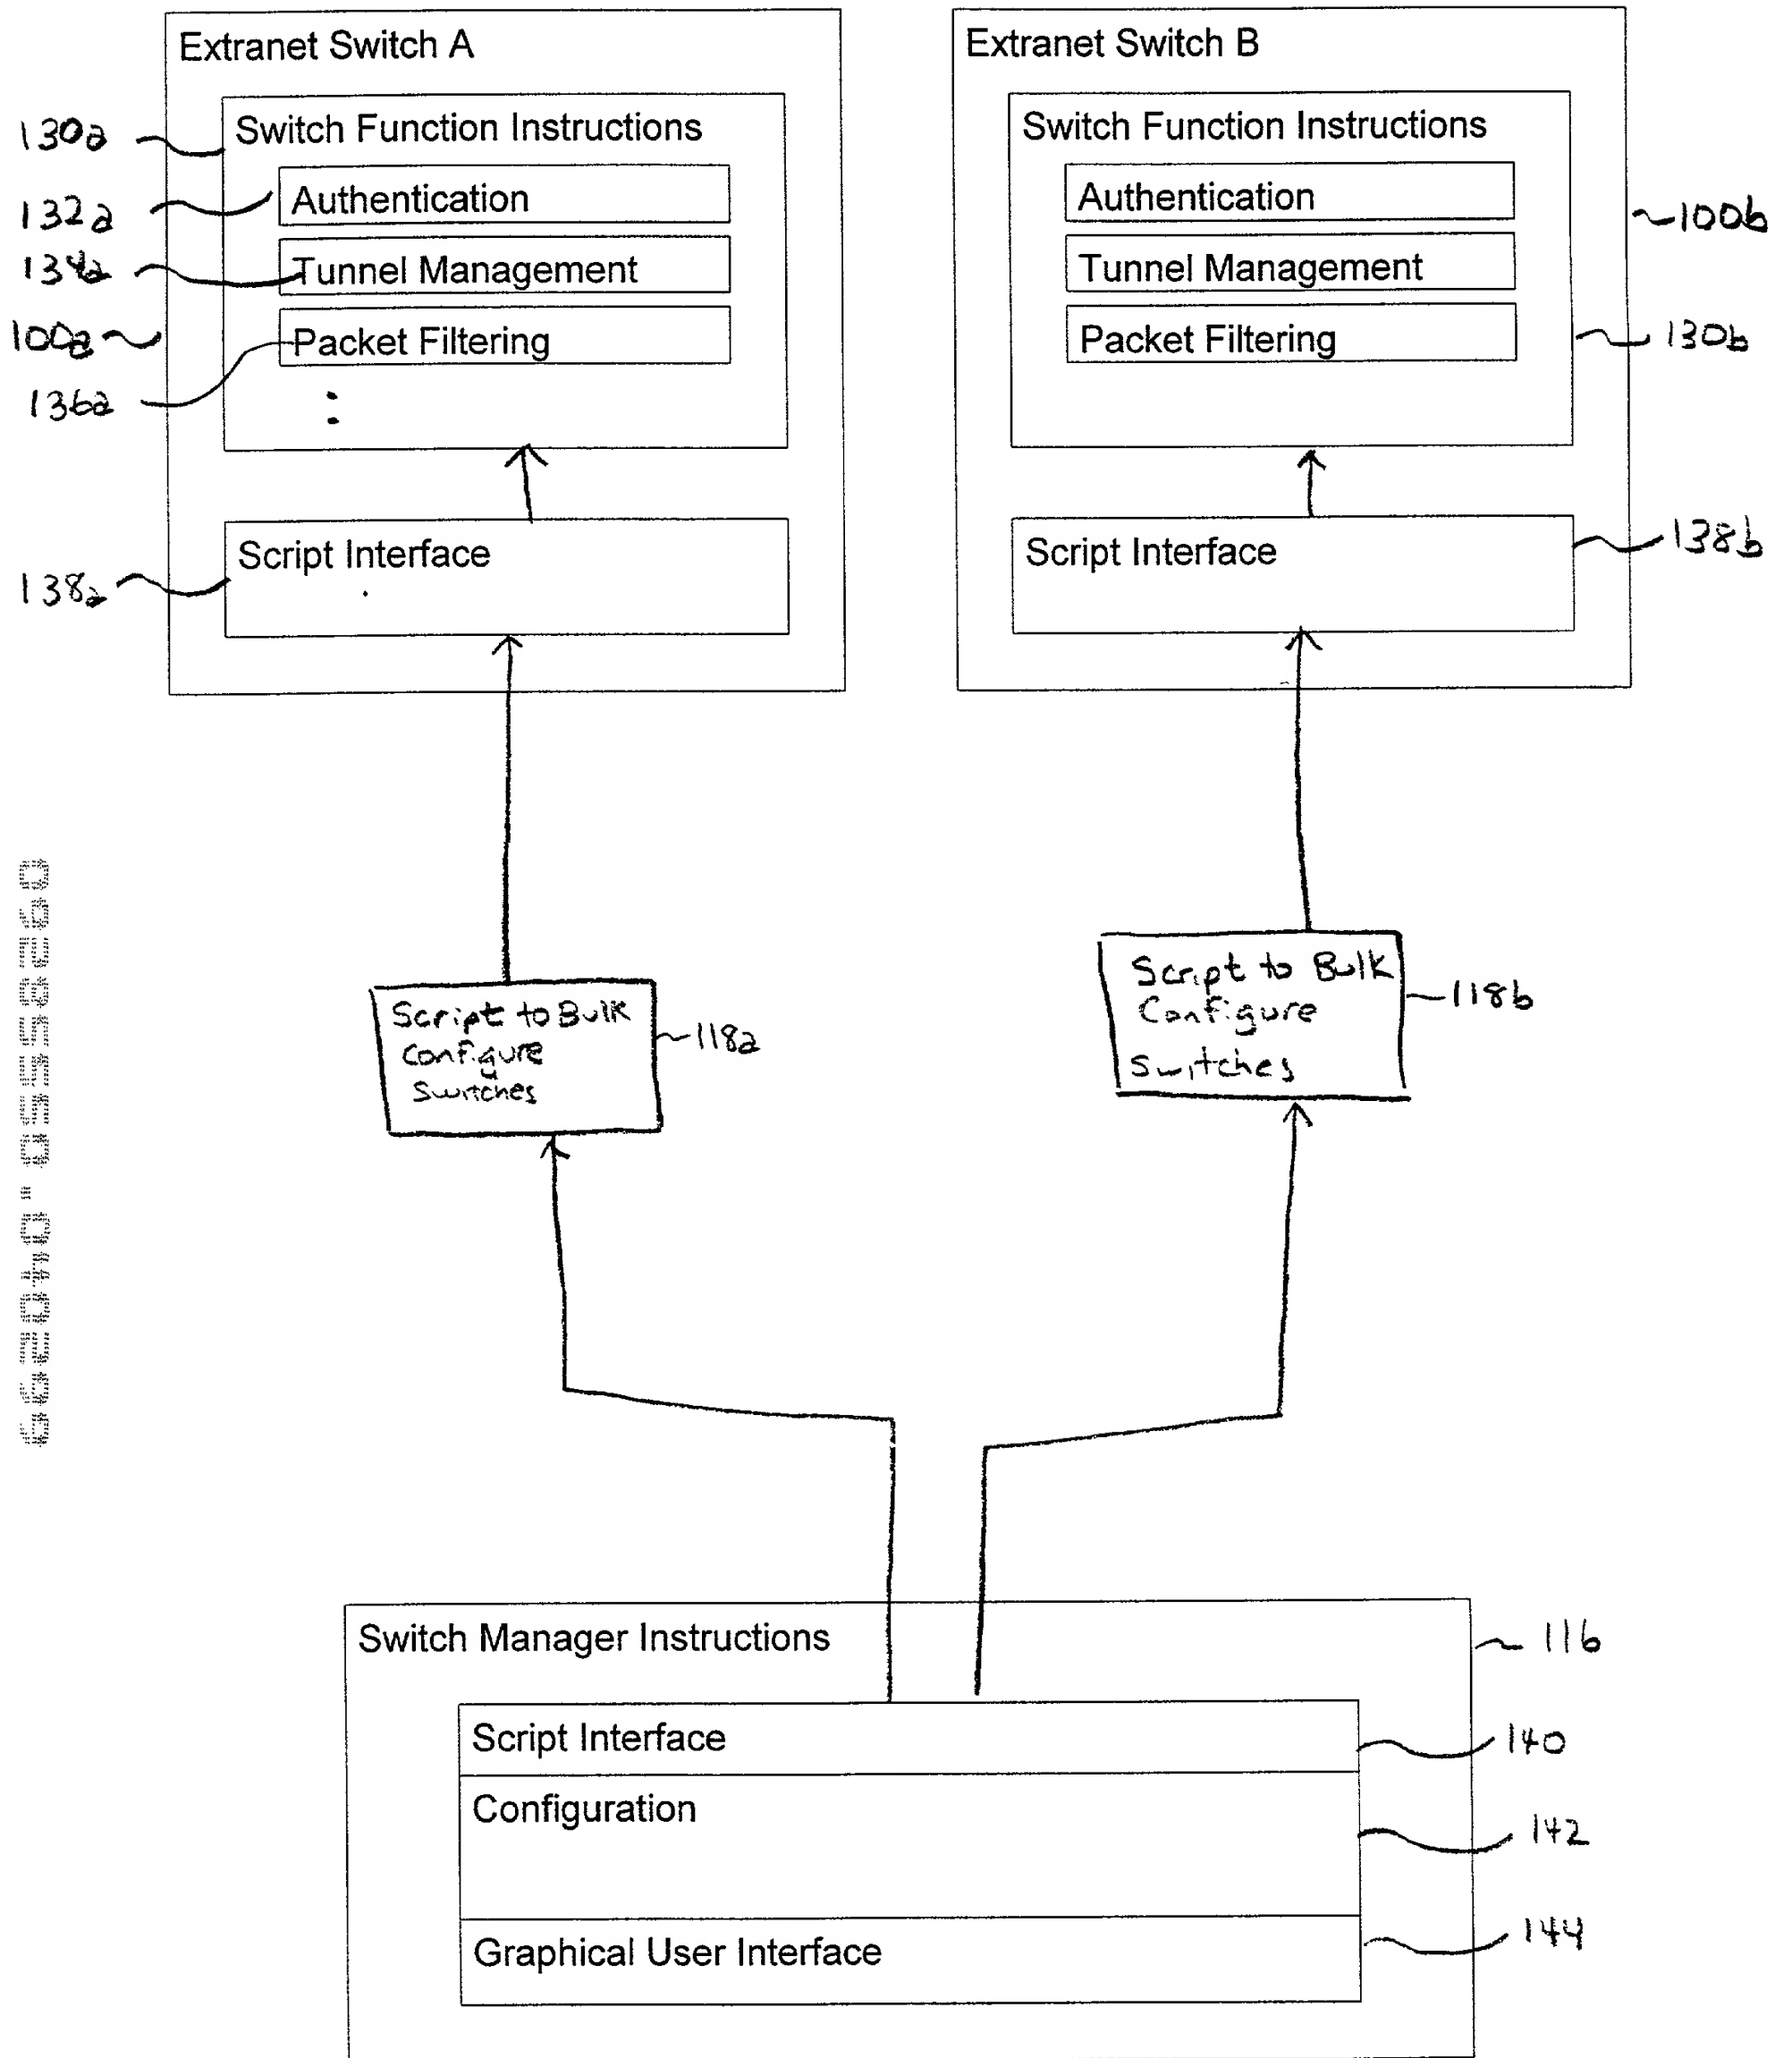 Extranet Switch A
Switch Function Instructions
130a
Authentication
132a
Tunnel Management
134a
Packet Filtering
100a
136a
Script Interface
138a
Extranet Switch B
Switch Function Instructions
Authentication
100b
Tunnel Management
Packet Filtering
130b
Script Interface
138b
Script to Bulk
Configure
Switches
118a
Script to Bulk
Configure
Switches
118b
Switch Manager Instructions
116
Script Interface
140
Configuration
142
Graphical User Interface
144